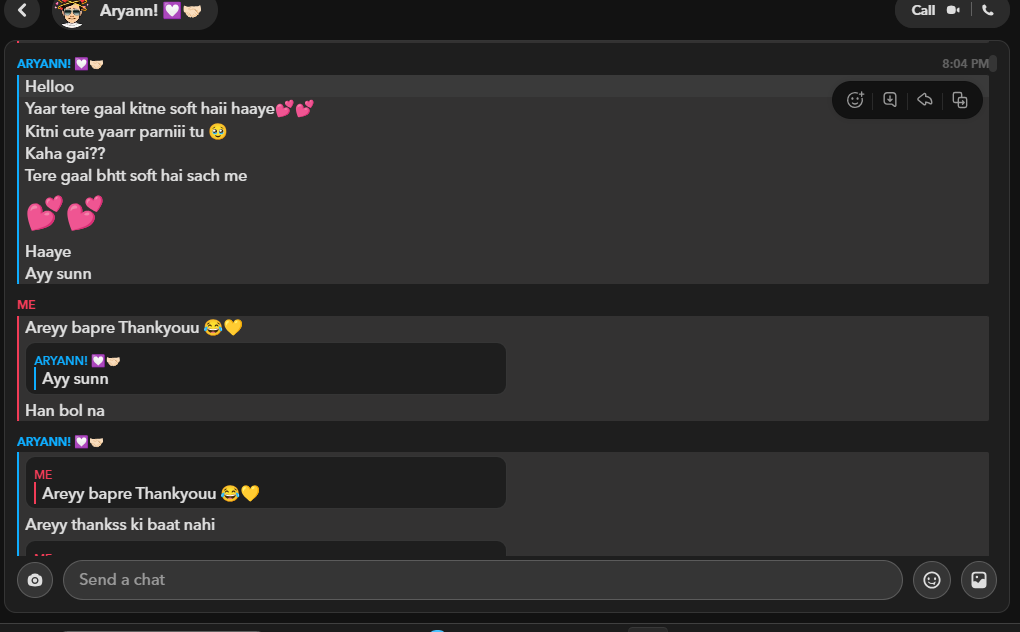 Aryann! 💟🤝🏻
Call
ARYANN! 💟🤝🏻
8:04 PM
Helloo
Yaar tere gaal kitne soft haii haaye💕💕
Kitni cute yaarr parniii tu 🥹
Kaha gai??
Tere gaal bhtt soft hai sach me
💕💕
Haaye
Ayy sunn
ME
Areyy bapre Thankyouu 😂💛
ARYANN! 💟🤝🏻
Ayy sunn
Han bol na
ARYANN! 💟🤝🏻
ME
Areyy bapre Thankyouu 😂💛
Areyy thankss ki baat nahi
Send a chat